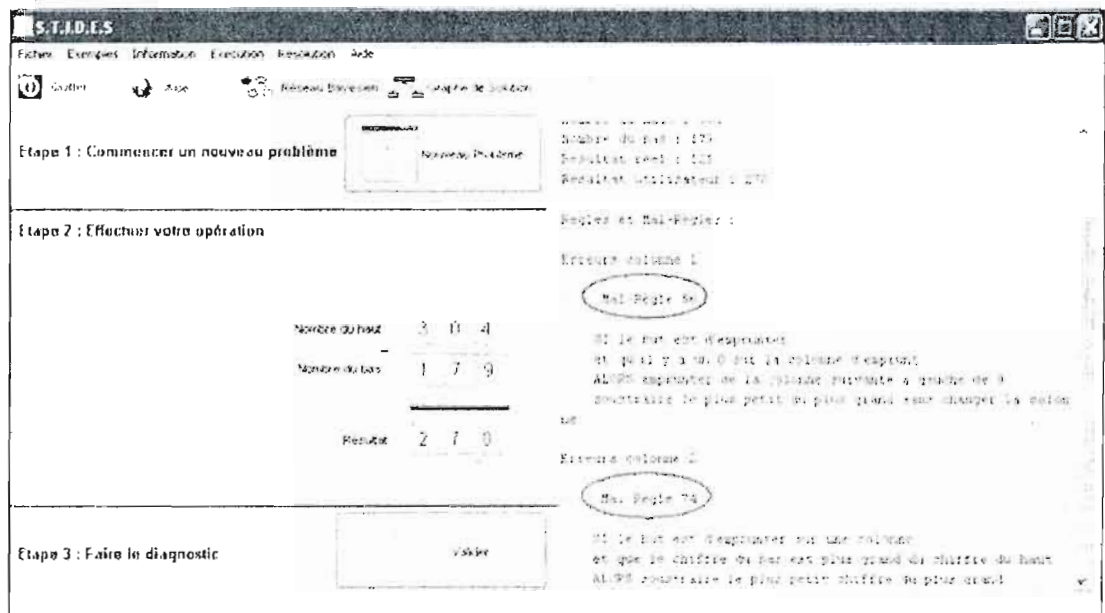 S.T.I.D.E.S
Fichier Exemples Information Execution Resolution Aide
Quitter Aide Réseau Bayesien Graphe de Solution
Etape 1 : Commencer un nouveau problème
Nouveau Problème
Nombre du bas : 179
Resultat reel : 125
Resultat utilisateur : 270
Etape 2 : Effectuer votre opération
Regles et Mal-Regles :
Erreurs colonne 1
Mal-Regle
SI le but est d'emprunter
et qu'il y a un 0 sur la colonne d'emprunt
ALORS emprunter de la colonne suivante a gauche de 0
soustraire le plus petit du plus grand sans changer la colon
ne
Nombre du haut 3 0 4
-
Nombre du bas 1 7 9
Résultat 2 7 0
Erreurs colonne 2
Mal Regle 74
Etape 3 : Faire le diagnostic
Valider
SI le but est d'emprunter sur une colonne
et que le chiffre du bas est plus grand du chiffre du haut
ALORS soustraire le plus petit chiffre du plus grand